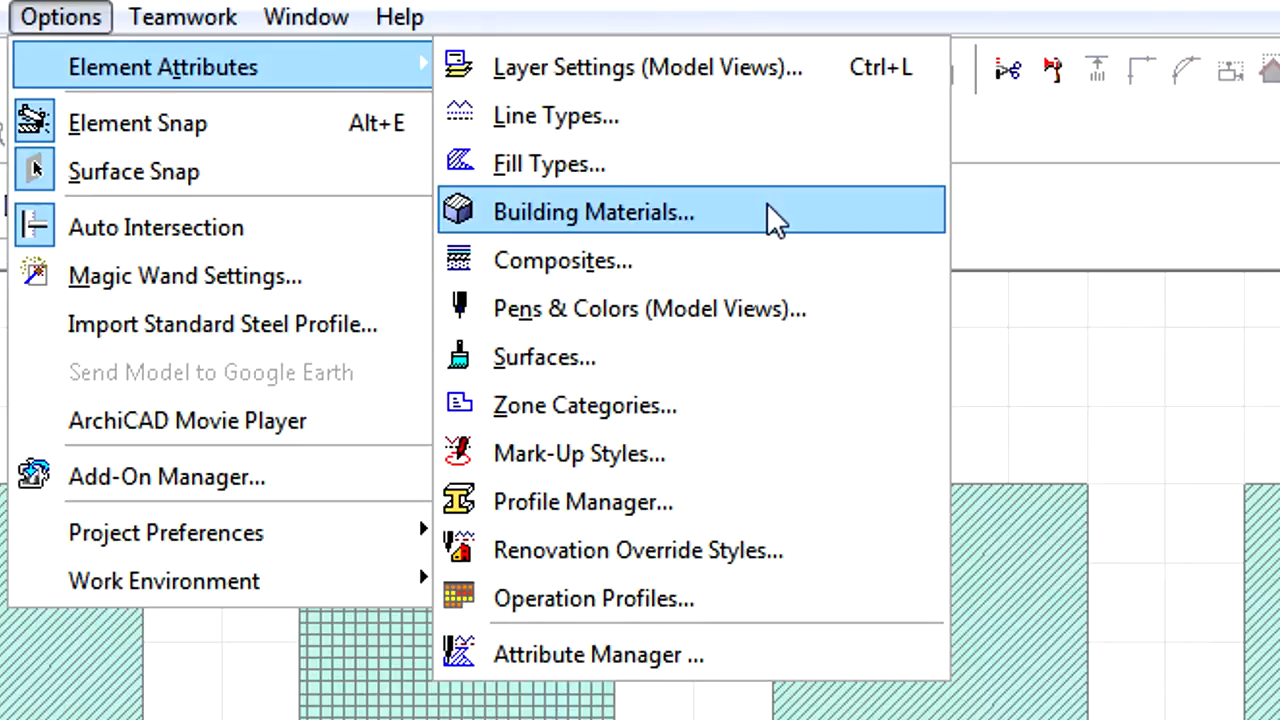 Options Teamwork Window Help
Element Attributes
Element Snap Alt+E
Surface Snap
Auto Intersection
Magic Wand Settings...
Import Standard Steel Profile...
Send Model to Google Earth
ArchiCAD Movie Player
Add-On Manager...
Project Preferences
Work Environment
Layer Settings (Model Views)... Ctrl+L
Line Types...
Fill Types...
Building Materials...
Composites...
Pens & Colors (Model Views)...
Surfaces...
Zone Categories...
Mark-Up Styles...
Profile Manager...
Renovation Override Styles...
Operation Profiles...
Attribute Manager ...